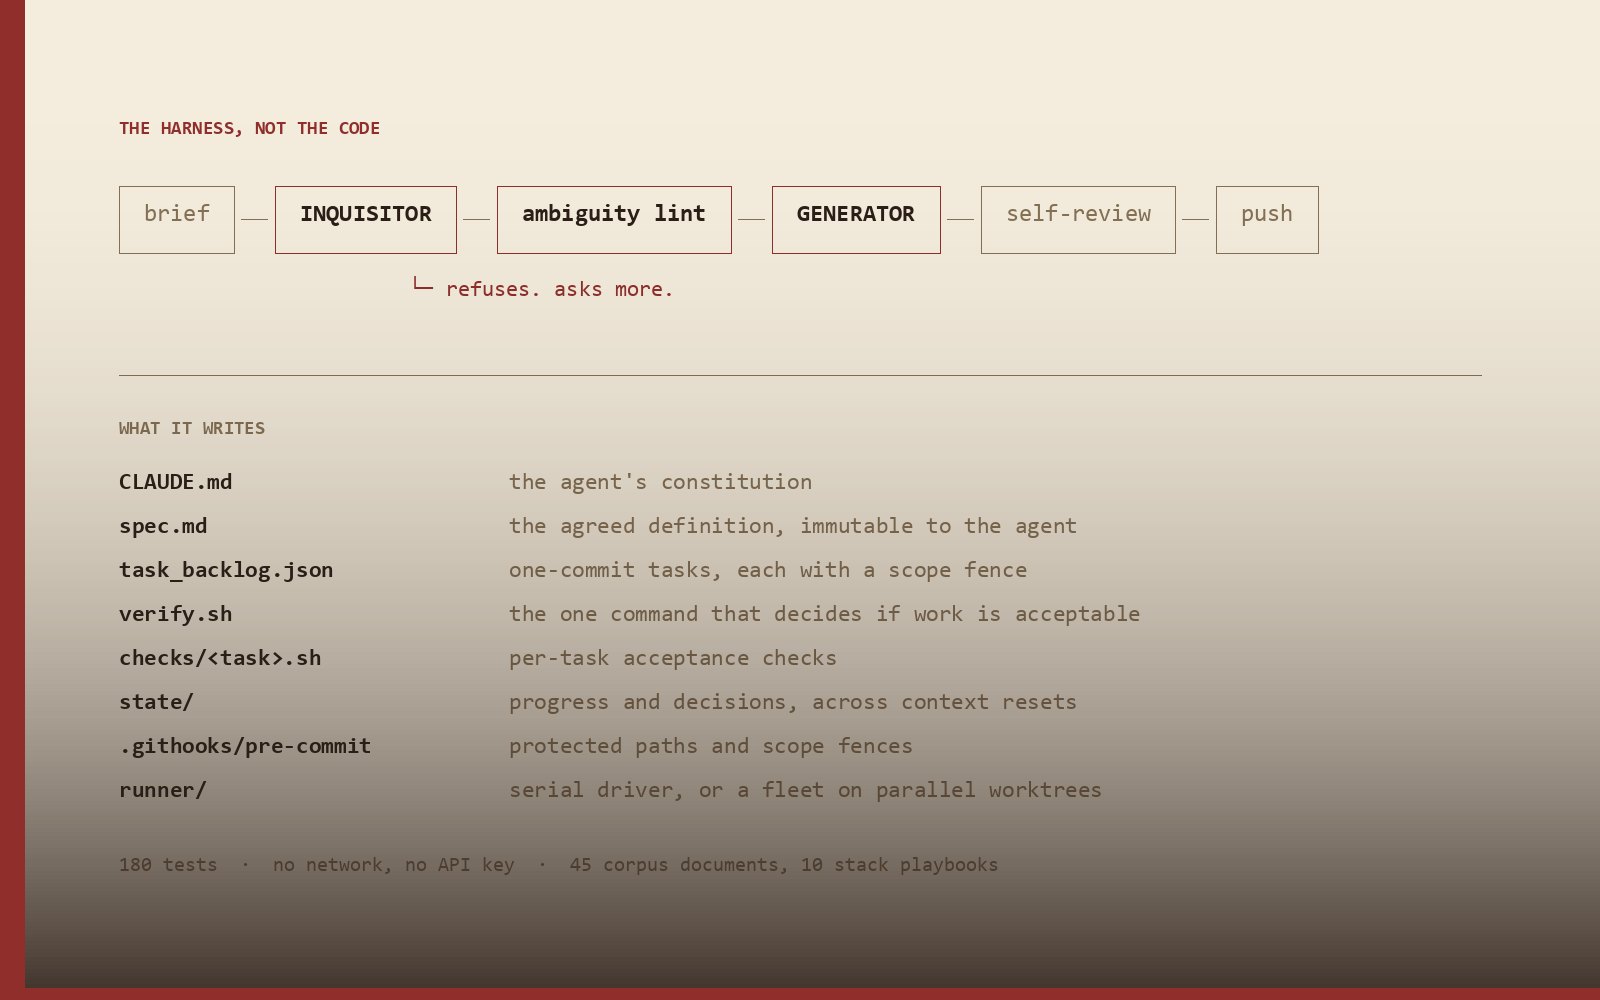 THE HARNESS, NOT THE CODE
brief INQUISITOR ambiguity lint GENERATOR self-review push
└─ refuses. asks more.
WHAT IT WRITES
CLAUDE.md the agent's constitution
spec.md the agreed definition, immutable to the agent
task_backlog.json one-commit tasks, each with a scope fence
verify.sh the one command that decides if work is acceptable
checks/<task>.sh per-task acceptance checks
state/ progress and decisions, across context resets
.githooks/pre-commit protected paths and scope fences
runner/ serial driver, or a fleet on parallel worktrees
180 tests · no network, no API key · 45 corpus documents, 10 stack playbooks